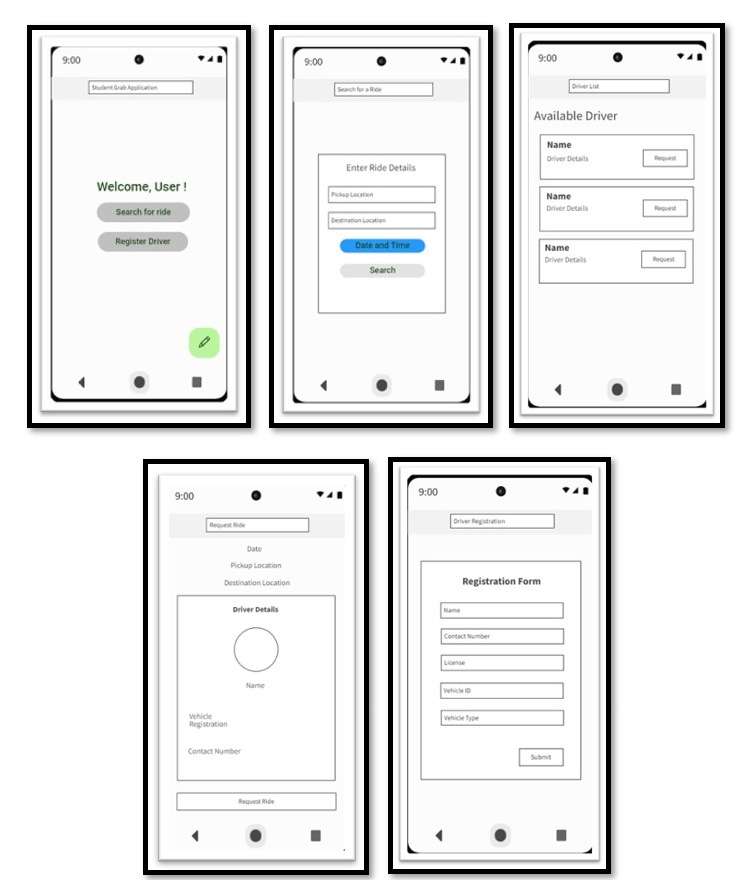 9:00
Student Grab Application
Welcome, User !
Search for ride
Register Driver
9:00
Search for a Ride
Enter Ride Details
Pickup Location
Destination Location
Date and Time
Search
9:00
Driver List
Available Driver
Name
Driver Details
Request
Name
Driver Details
Request
Name
Driver Details
Request
9:00
Request Ride
Date
Pickup Location
Destination Location
Driver Details
Name
Vehicle
Registration
Contact Number
Request Ride
9:00
Driver Registration
Registration Form
Name
Contact Number
License
Vehicle ID
Vehicle Type
Submit